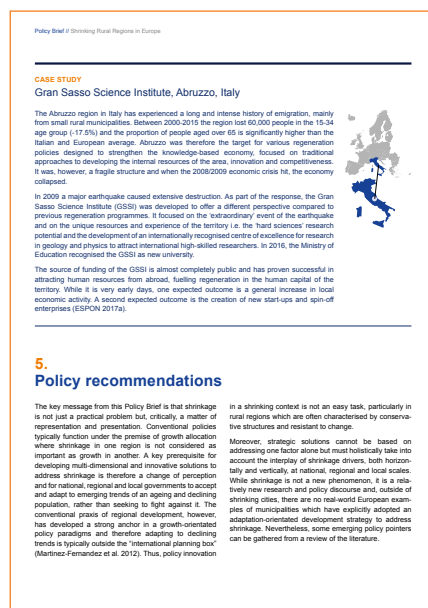 Policy Brief // Shrinking Rural Regions in Europe
CASE STUDY
Gran Sasso Science Institute, Abruzzo, Italy
The Abruzzo region in Italy has experienced a long and intense history of emigration, mainly
from small rural municipalities. Between 2000-2015 the region lost 60,000 people in the 15-34
age group (-17.5%) and the proportion of people aged over 65 is significantly higher than the
Italian and European average. Abruzzo was therefore the target for various regeneration
policies designed to strengthen the knowledge-based economy, focused on traditional
approaches to developing the internal resources of the area, innovation and competitiveness.
It was, however, a fragile structure and when the 2008/2009 economic crisis hit, the economy
collapsed.
In 2009 a major earthquake caused extensive destruction. As part of the response, the Gran
Sasso Science Institute (GSSI) was developed to offer a different perspective compared to
previous regeneration programmes. It focused on the ‘extraordinary’ event of the earthquake
and on the unique resources and experience of the territory i.e. the ‘hard sciences’ research
potential and the development of an internationally recognised centre of excellence for research
in geology and physics to attract international high-skilled researchers. In 2016, the Ministry of
Education recognised the GSSI as new university.
The source of funding of the GSSI is almost completely public and has proven successful in
attracting human resources from abroad, fuelling regeneration in the human capital of the
territory. While it is very early days, one expected outcome is a general increase in local
economic activity. A second expected outcome is the creation of new start-ups and spin-off
enterprises (ESPON 2017a).
5.
Policy recommendations
The key message from this Policy Brief is that shrinkage
is not just a practical problem but, critically, a matter of
representation and presentation. Conventional policies
typically function under the premise of growth allocation
where shrinkage in one region is not considered as
important as growth in another. A key prerequisite for
developing multi-dimensional and innovative solutions to
address shrinkage is therefore a change of perception
and for national, regional and local governments to accept
and adapt to emerging trends of an ageing and declining
population, rather than seeking to fight against it. The
conventional praxis of regional development, however,
has developed a strong anchor in a growth-orientated
policy paradigms and therefore adapting to declining
trends is typically outside the “international planning box”
(Martinez-Fernandez et al. 2012). Thus, policy innovation
in a shrinking context is not an easy task, particularly in
rural regions which are often characterised by conserva-
tive structures and resistant to change.
Moreover, strategic solutions cannot be based on
addressing one factor alone but must holistically take into
account the interplay of shrinkage drivers, both horizon-
tally and vertically, at national, regional and local scales.
While shrinkage is not a new phenomenon, it is a rela-
tively new research and policy discourse and, outside of
shrinking cities, there are no real-world European exam-
ples of municipalities which have explicitly adopted an
adaptation-orientated development strategy to address
shrinkage. Nevertheless, some emerging policy pointers
can be gathered from a review of the literature.